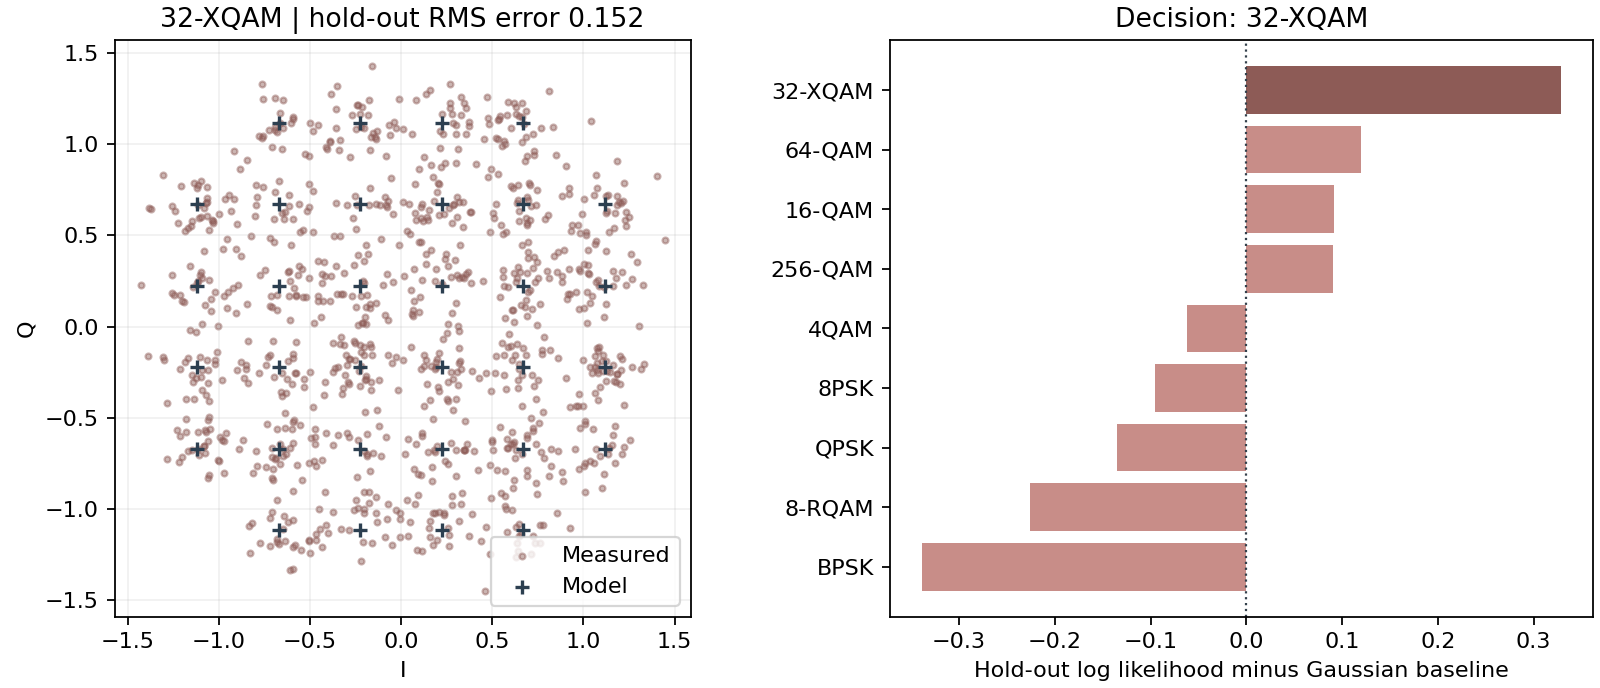 32-XQAM | hold-out RMS error 0.152
1.5
1.0
0.5
0.0
−0.5
−1.0
−1.5
Q
−1.5
−1.0
−0.5
0.0
0.5
1.0
1.5
I
Measured
Model
Decision: 32-XQAM
32-XQAM
64-QAM
16-QAM
256-QAM
4QAM
8PSK
QPSK
8-RQAM
BPSK
−0.3
−0.2
−0.1
0.0
0.1
0.2
0.3
Hold-out log likelihood minus Gaussian baseline